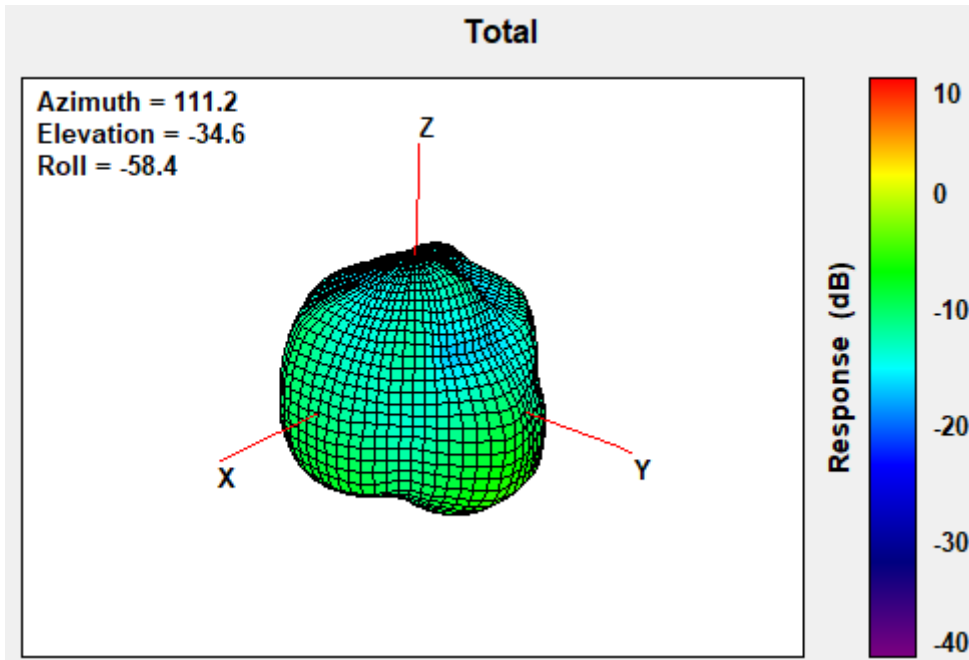 Total
Azimuth = 111.2
Elevation = -34.6
Roll = -58.4
Z
X
Y
10
0
-10
-20
-30
-40
Response (dB)